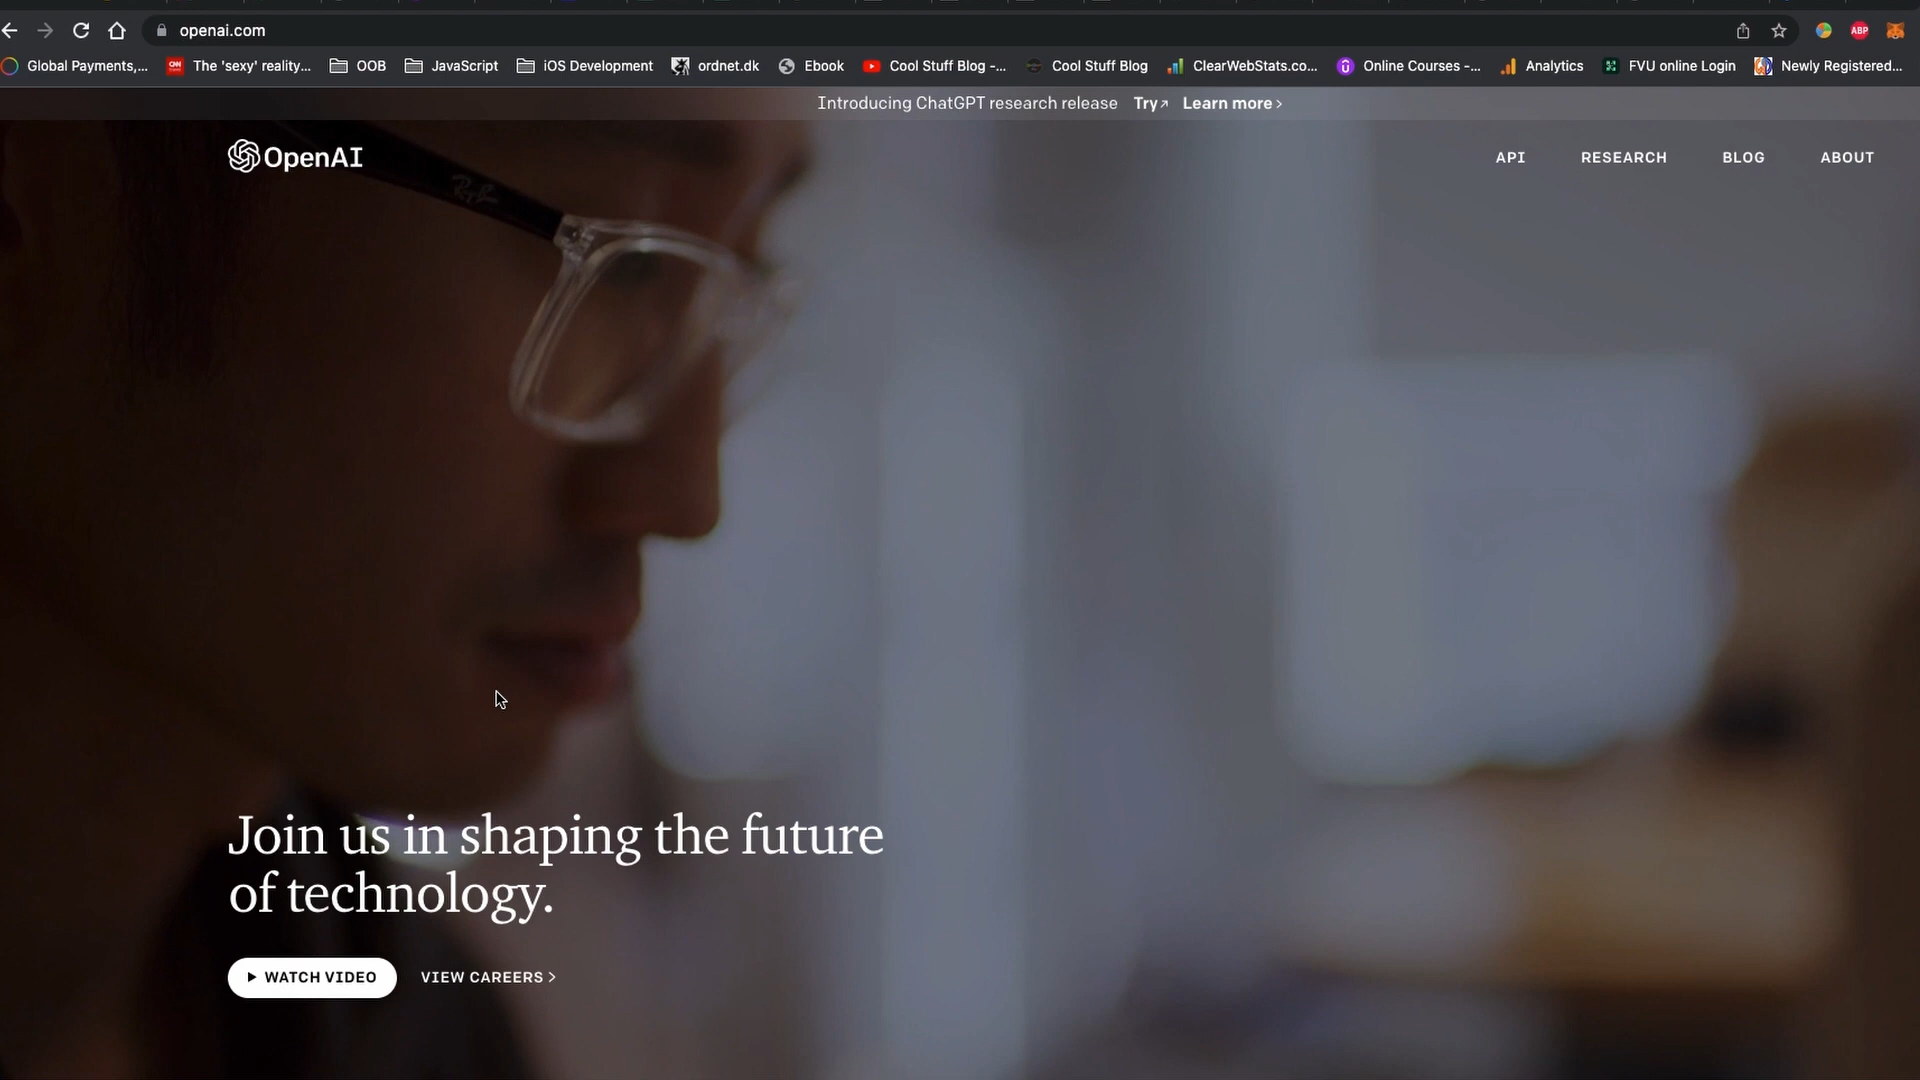 openai.com
Global Payments,...
CNN
The 'sexy' reality...
OOB
JavaScript
iOS Development
ordnet.dk
Ebook
Cool Stuff Blog -...
Cool Stuff Blog
ClearWebStats.co...
Online Courses -...
Analytics
FVU online Login
Newly Registered...
ABP
Introducing ChatGPT research release Try Learn more >
OpenAI
API RESEARCH BLOG ABOUT
Join us in shaping the future
of technology.
WATCH VIDEO VIEW CAREERS >